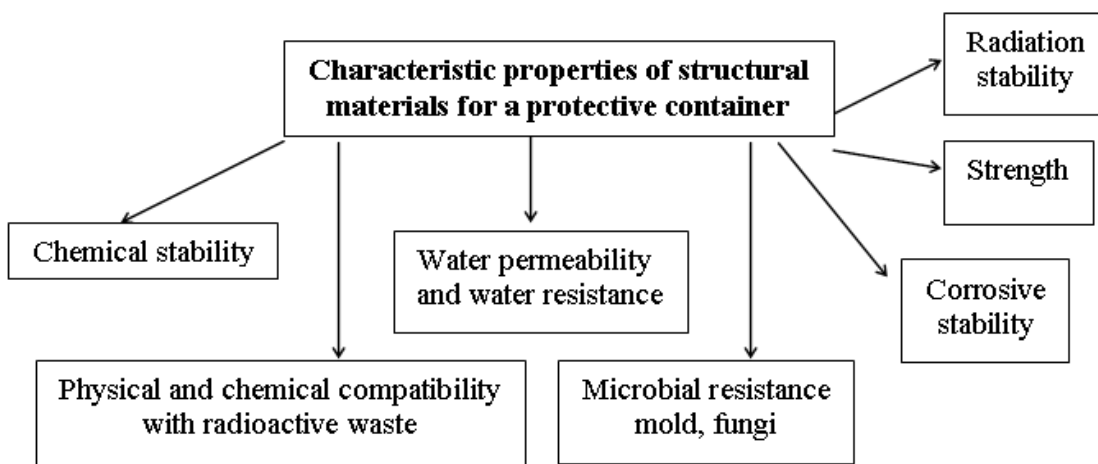 Characteristic properties of structural
materials for a protective container
Radiation
stability
Strength
Chemical stability
Water permeability
and water resistance
Corrosive
stability
Physical and chemical compatibility
with radioactive waste
Microbial resistance
mold, fungi